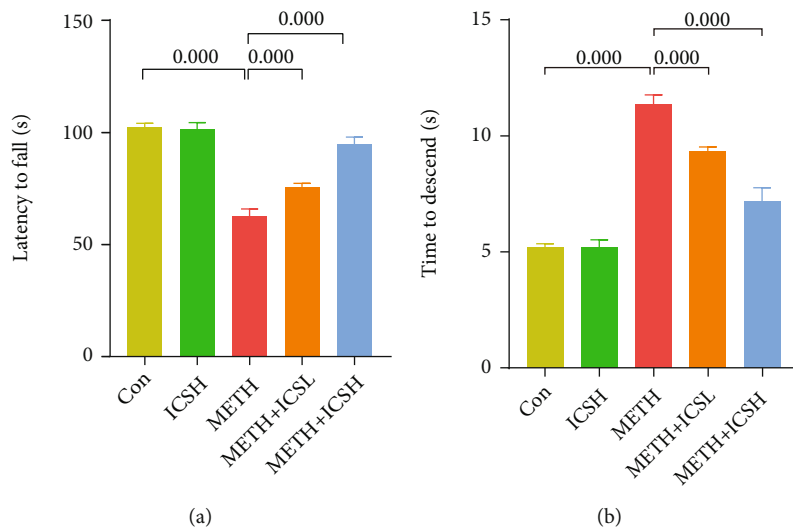 0.000
0.000 0.000
150
100
50
0
Latency to fall (s)
Con
ICSH
METH
METH+ICSL
METH+ICSH
(a)
0.000
0.000 0.000
15
10
5
0
Time to descend (s)
Con
ICSH
METH
METH+ICSL
METH+ICSH
(b)